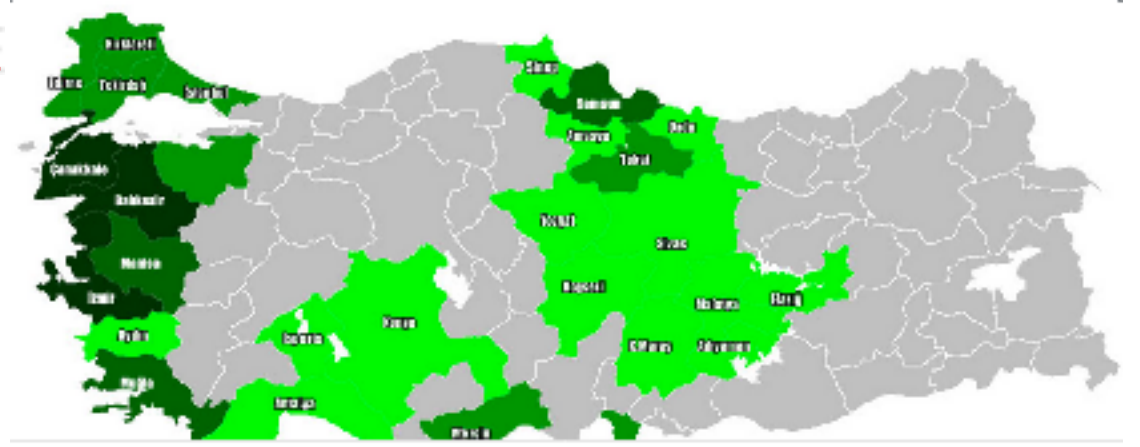 Sinop
Kırklareli
Edirne
Tekirdağ
İstanbul
Samsun
Ordu
Amasya
Tokat
Çanakkale
Balıkesir
Yozgat
Sivas
Manisa
Kayseri
İzmir
Malatya
Elazığ
Konya
Aydın
Isparta
K.Maraş
Adıyaman
Muğla
Antalya
Mersin